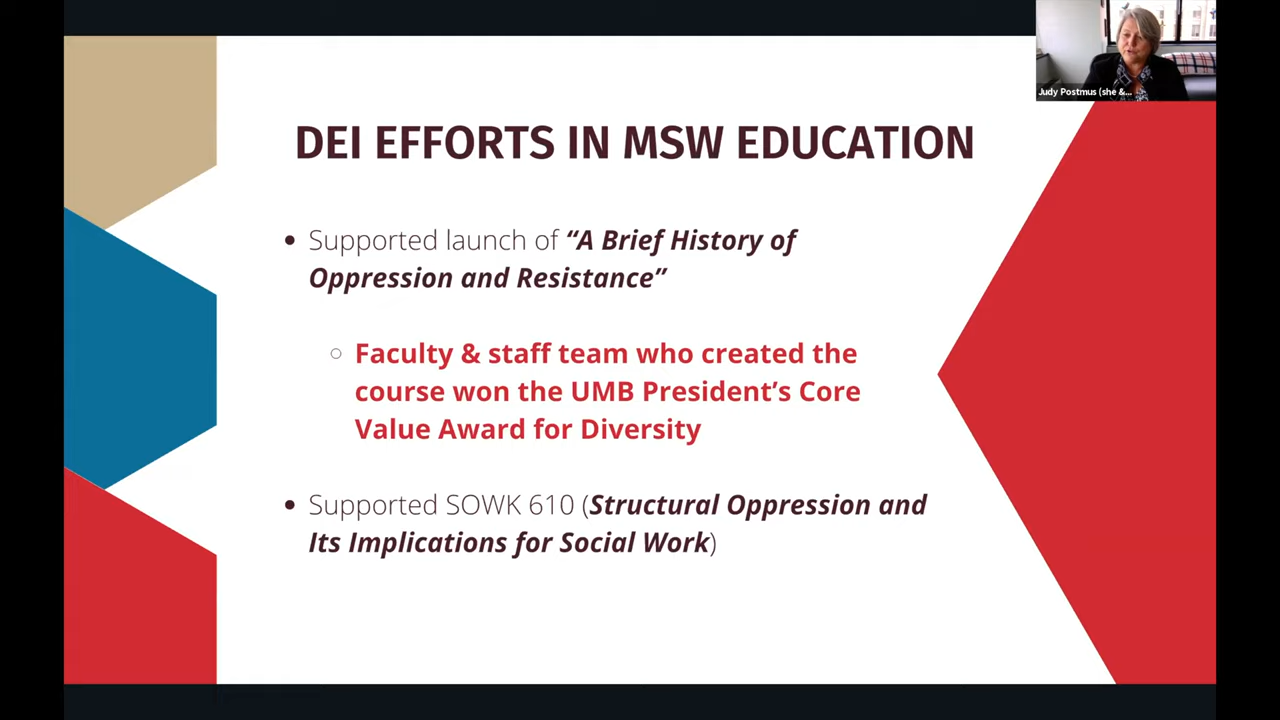 Judy Postmus (she &...
DEI EFFORTS IN MSW EDUCATION
• Supported launch of “A Brief History of
Oppression and Resistance”
○ Faculty & staff team who created the
course won the UMB President’s Core
Value Award for Diversity
• Supported SOWK 610 (Structural Oppression and
Its Implications for Social Work)